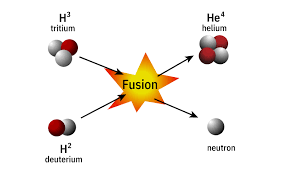 H³
tritium
He⁴
helium
Fusion
H²
deuterium
neutron